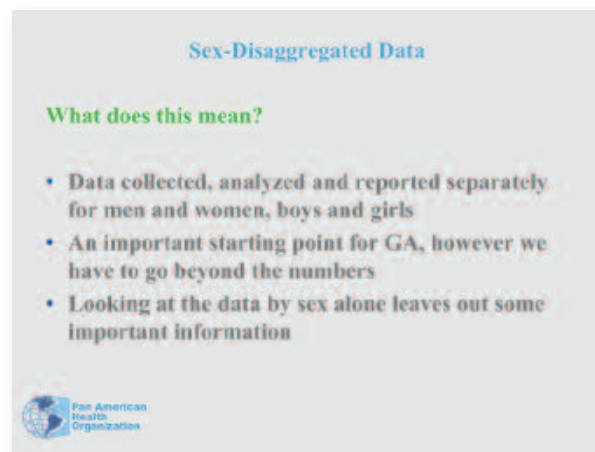 Sex-Disaggregated Data
What does this mean?
• Data collected, analyzed and reported separately
for men and women, boys and girls
• An important starting point for GA, however we
have to go beyond the numbers
• Looking at the data by sex alone leaves out some
important information
Pan American
Health
Organization